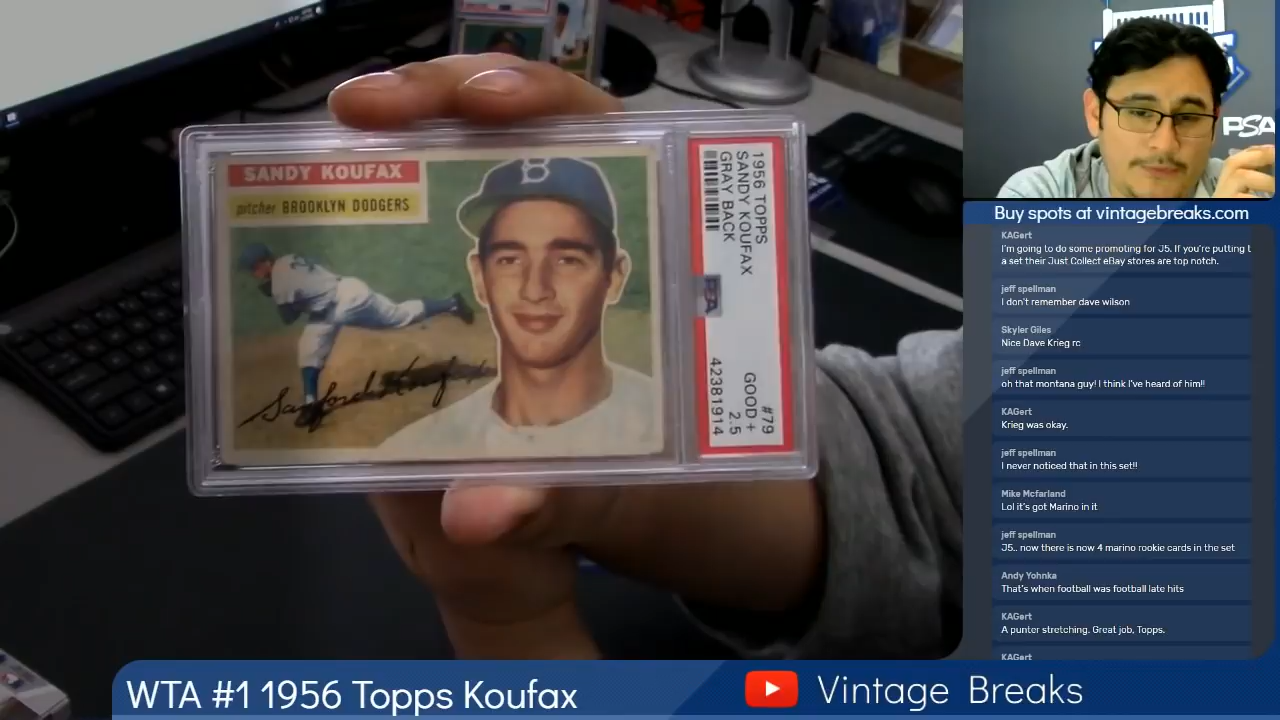 SANDY KOUFAX
pitcher BROOKLYN DODGERS
B
Sanford Koufax
1956 TOPPS
SANDY KOUFAX
GRAY BACK
#79
GOOD +
2.5
42381914
PSA
PSA
Buy spots at vintagebreaks.com
KAGert
I'm going to do some promoting for J5. If you're putting t
a set their Just Collect eBay stores are top notch.
jeff spellman
I don't remember dave wilson
Skyler Giles
Nice Dave Krieg rc
jeff spellman
oh that montana guy! I think I've heard of him!!
KAGert
Krieg was okay.
jeff spellman
I never noticed that in this set!!
Mike Mcfarland
Lol it's got Marino in it
jeff spellman
J5.. now there is now 4 marino rookie cards in the set
Andy Yohnka
That's when football was football late hits
KAGert
A punter stretching. Great job, Topps.
KAGert
WTA #1 1956 Topps Koufax
Vintage Breaks